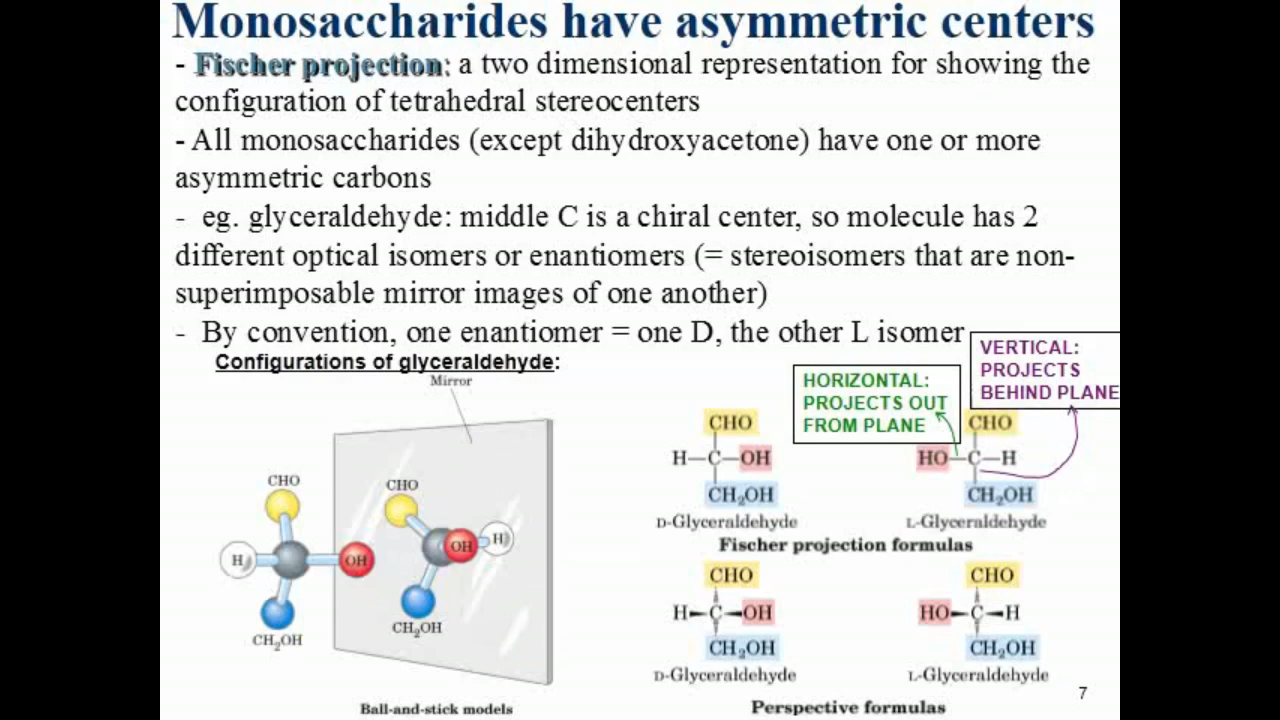 Monosaccharides have asymmetric centers
- Fischer projection: a two dimensional representation for showing the
configuration of tetrahedral stereocenters
- All monosaccharides (except dihydroxyacetone) have one or more
asymmetric carbons
- eg. glyceraldehyde: middle C is a chiral center, so molecule has 2
different optical isomers or enantiomers (= stereoisomers that are non-
superimposable mirror images of one another)
- By convention, one enantiomer = one D, the other L isomer
Configurations of glyceraldehyde:
Mirror
CHO
CHO
H
OH
OH
H
CH₂OH
CH₂OH
Ball-and-stick models
HORIZONTAL:
PROJECTS OUT
FROM PLANE
VERTICAL:
PROJECTS
BEHIND PLANE
CHO
H—C—OH
CH₂OH
D-Glyceraldehyde
CHO
HO—C—H
CH₂OH
L-Glyceraldehyde
Fischer projection formulas
CHO
H C OH
CH₂OH
D-Glyceraldehyde
CHO
HO C H
CH₂OH
L-Glyceraldehyde
Perspective formulas
7